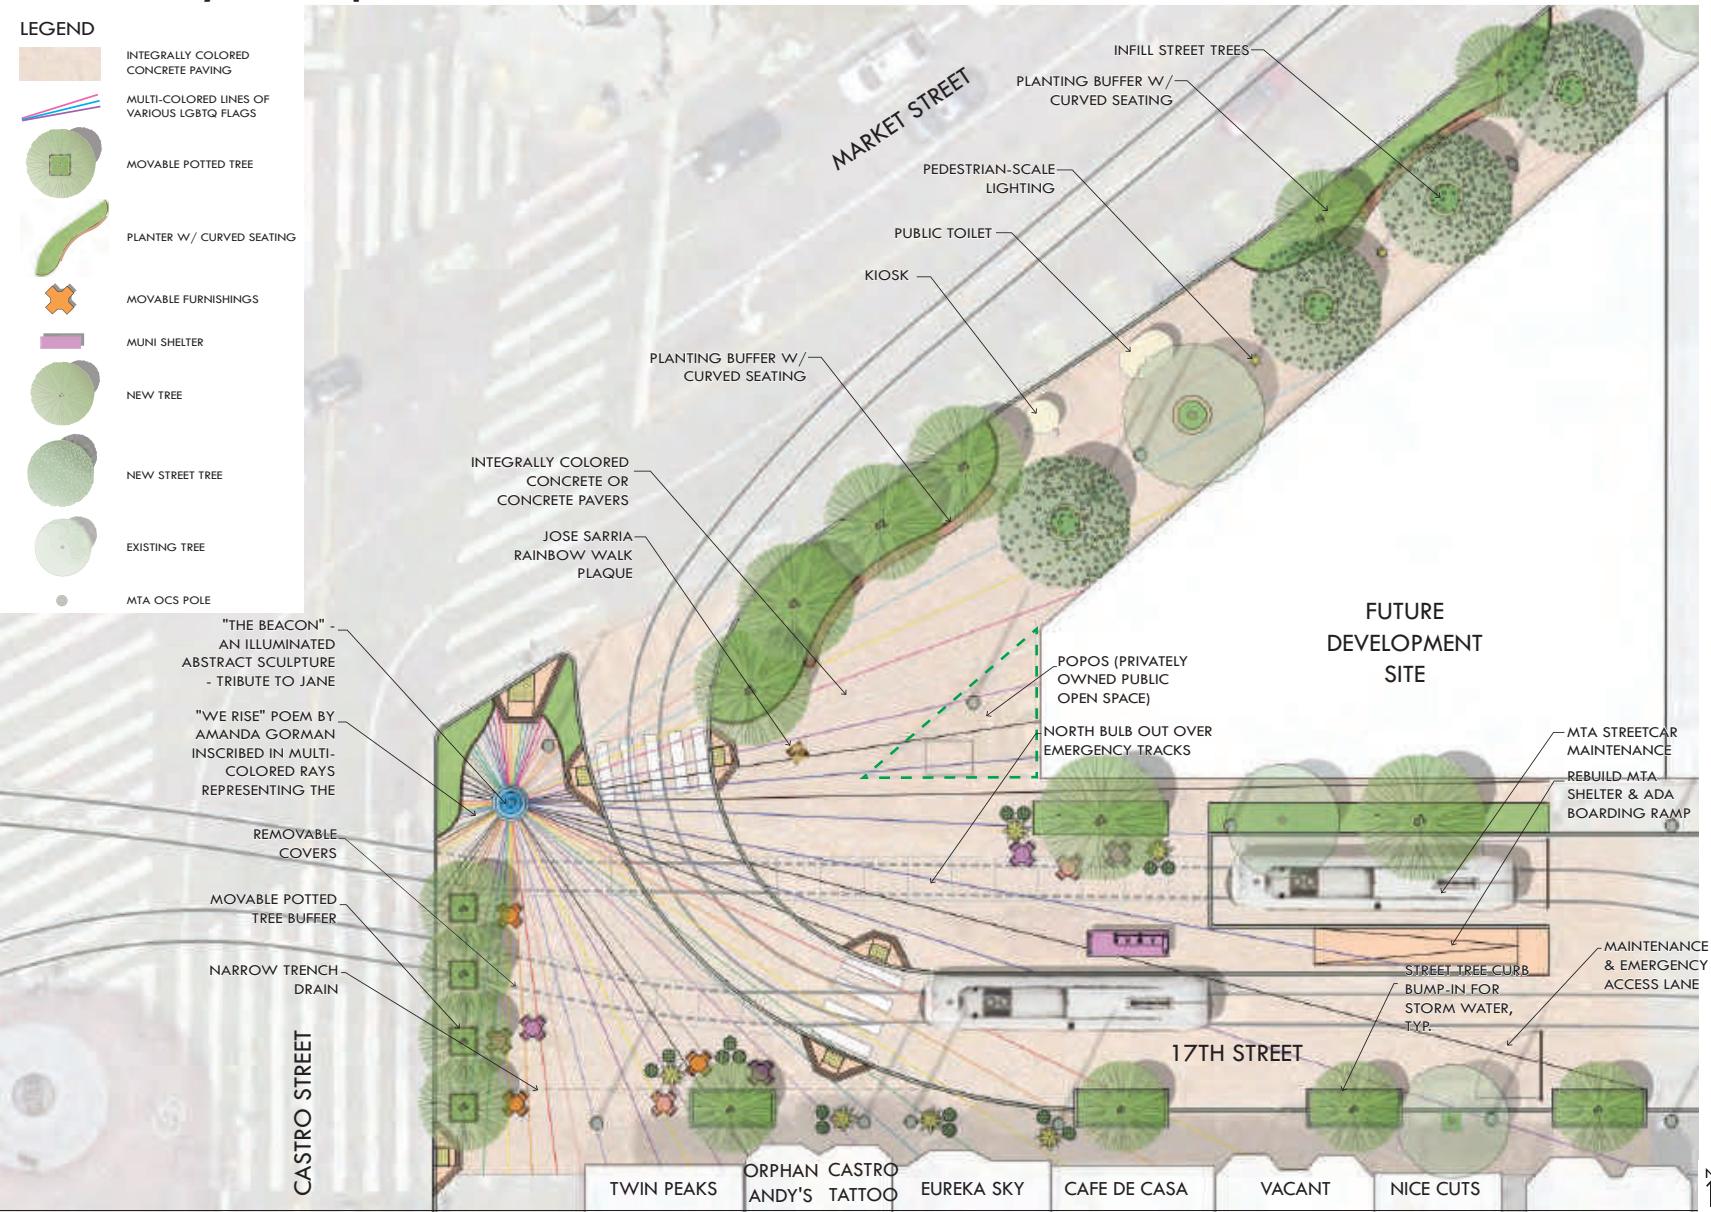 LEGEND
INTEGRALLY COLORED
CONCRETE PAVING
MULTI-COLORED LINES OF
VARIOUS LGBTQ FLAGS
MOVABLE POTTED TREE
PLANTER W/ CURVED SEATING
MOVABLE FURNISHINGS
MUNI SHELTER
NEW TREE
NEW STREET TREE
EXISTING TREE
MTA OCS POLE
MARKET STREET
INFILL STREET TREES
PLANTING BUFFER W/
CURVED SEATING
PEDESTRIAN-SCALE
LIGHTING
PUBLIC TOILET
KIOSK
PLANTING BUFFER W/
CURVED SEATING
INTEGRALLY COLORED
CONCRETE OR
CONCRETE PAVERS
JOSE SARRIA
RAINBOW WALK
PLAQUE
"THE BEACON" -
AN ILLUMINATED
ABSTRACT SCULPTURE
- TRIBUTE TO JANE
"WE RISE" POEM BY
AMANDA GORMAN
INSCRIBED IN MULTI-
COLORED RAYS
REPRESENTING THE
REMOVABLE
COVERS
MOVABLE POTTED
TREE BUFFER
NARROW TRENCH
DRAIN
CASTRO STREET
FUTURE
DEVELOPMENT
SITE
POPOS (PRIVATELY
OWNED PUBLIC
OPEN SPACE)
NORTH BULB OUT OVER
EMERGENCY TRACKS
MTA STREETCAR
MAINTENANCE
REBUILD MTA
SHELTER & ADA
BOARDING RAMP
MAINTENANCE
& EMERGENCY
ACCESS LANE
STREET TREE CURB
BUMP-IN FOR
STORM WATER,
TYP.
17TH STREET
TWIN PEAKS
ORPHAN
ANDY'S
CASTRO
TATTOO
EUREKA SKY
CAFE DE CASA
VACANT
NICE CUTS